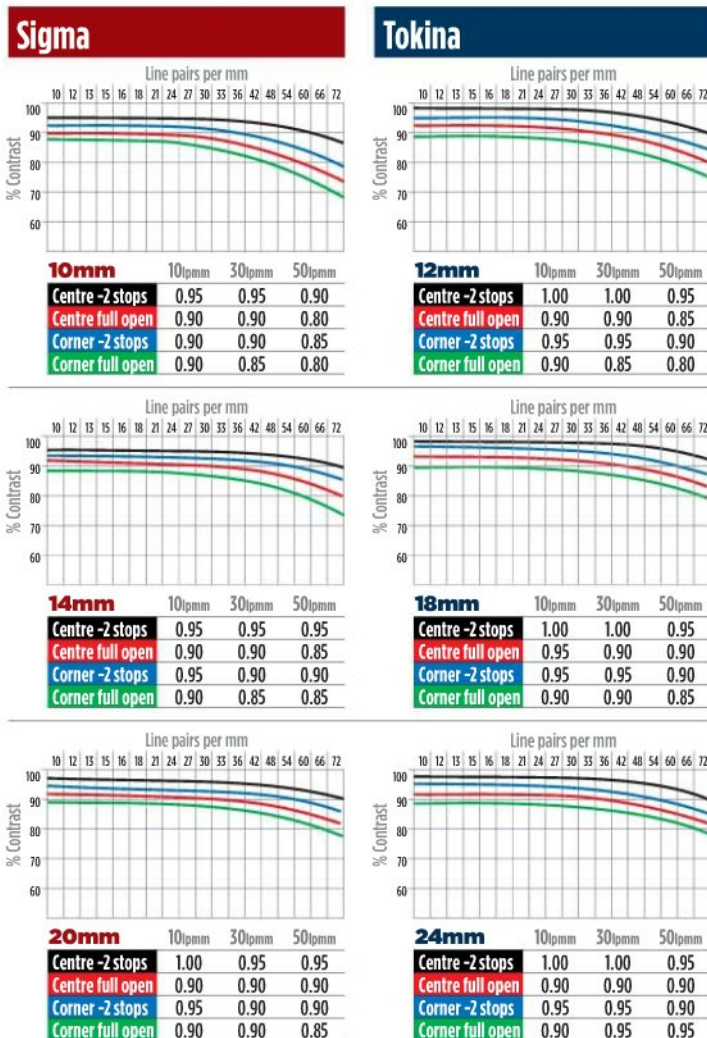 Sigma
Line pairs per mm
10 12 13 15 16 18 21 24 27 30 33 36 42 48 54 60 66 72
% Contrast
100
90
80
70
60
10mm 10lpmm 30lpmm 50lpmm
Centre -2 stops 0.95 0.95 0.90
Centre full open 0.90 0.90 0.80
Corner -2 stops 0.90 0.90 0.85
Corner full open 0.90 0.85 0.80
Line pairs per mm
10 12 13 15 16 18 21 24 27 30 33 36 42 48 54 60 66 72
% Contrast
100
90
80
70
60
14mm 10lpmm 30lpmm 50lpmm
Centre -2 stops 0.95 0.95 0.95
Centre full open 0.90 0.90 0.85
Corner -2 stops 0.95 0.90 0.90
Corner full open 0.90 0.85 0.85
Line pairs per mm
10 12 13 15 16 18 21 24 27 30 33 36 42 48 54 60 66 72
% Contrast
100
90
80
70
60
20mm 10lpmm 30lpmm 50lpmm
Centre -2 stops 1.00 0.95 0.95
Centre full open 0.90 0.90 0.90
Corner -2 stops 0.95 0.90 0.90
Corner full open 0.90 0.90 0.85
Tokina
Line pairs per mm
10 12 13 15 16 18 21 24 27 30 33 36 42 48 54 60 66 72
% Contrast
100
90
80
70
60
12mm 10lpmm 30lpmm 50lpmm
Centre -2 stops 1.00 1.00 0.95
Centre full open 0.90 0.90 0.85
Corner -2 stops 0.95 0.95 0.90
Corner full open 0.90 0.85 0.80
Line pairs per mm
10 12 13 15 16 18 21 24 27 30 33 36 42 48 54 60 66 72
% Contrast
100
90
80
70
60
18mm 10lpmm 30lpmm 50lpmm
Centre -2 stops 1.00 1.00 0.95
Centre full open 0.95 0.90 0.90
Corner -2 stops 0.95 0.95 0.90
Corner full open 0.90 0.90 0.85
Line pairs per mm
10 12 13 15 16 18 21 24 27 30 33 36 42 48 54 60 66 72
% Contrast
100
90
80
70
60
24mm 10lpmm 30lpmm 50lpmm
Centre -2 stops 1.00 1.00 0.95
Centre full open 0.90 0.90 0.90
Corner -2 stops 0.95 0.95 0.90
Corner full open 0.90 0.95 0.95